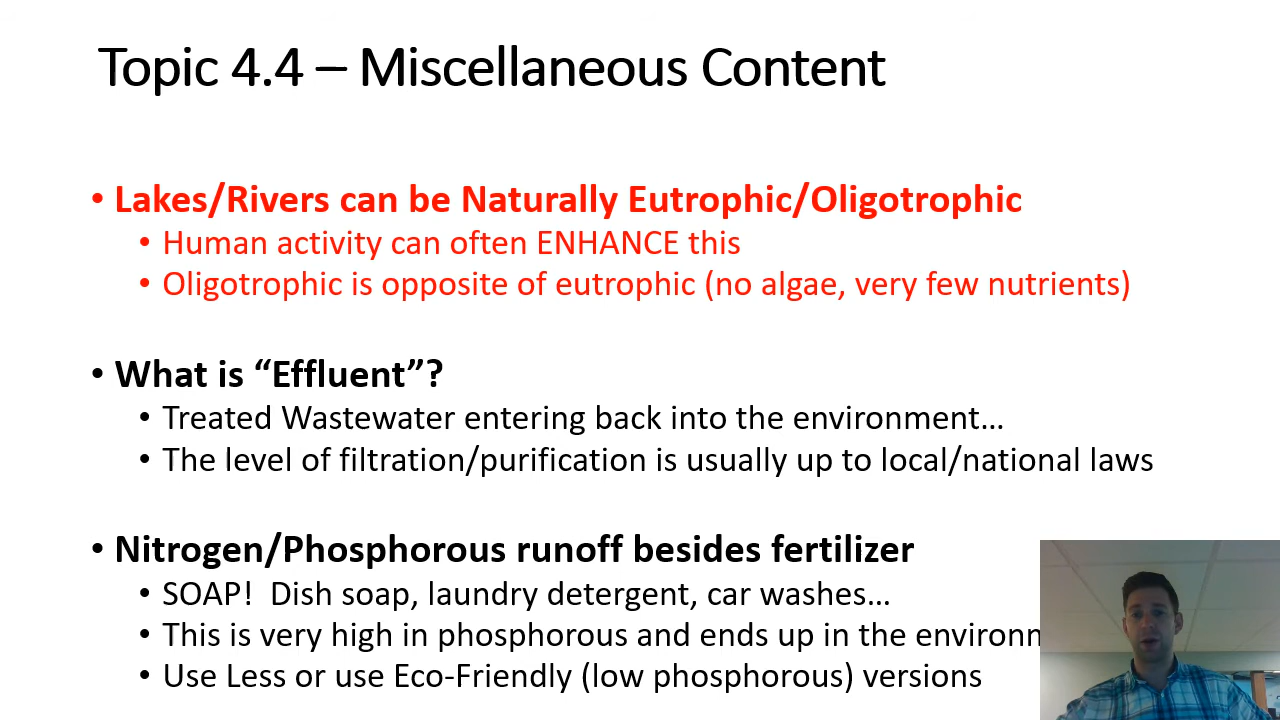 Topic 4.4 – Miscellaneous Content
• Lakes/Rivers can be Naturally Eutrophic/Oligotrophic
• Human activity can often ENHANCE this
• Oligotrophic is opposite of eutrophic (no algae, very few nutrients)
• What is “Effluent”?
• Treated Wastewater entering back into the environment…
• The level of filtration/purification is usually up to local/national laws
• Nitrogen/Phosphorous runoff besides fertilizer
• SOAP!  Dish soap, laundry detergent, car washes…
• This is very high in phosphorous and ends up in the
• Use Less or use Eco-Friendly (low phosphorous) versions